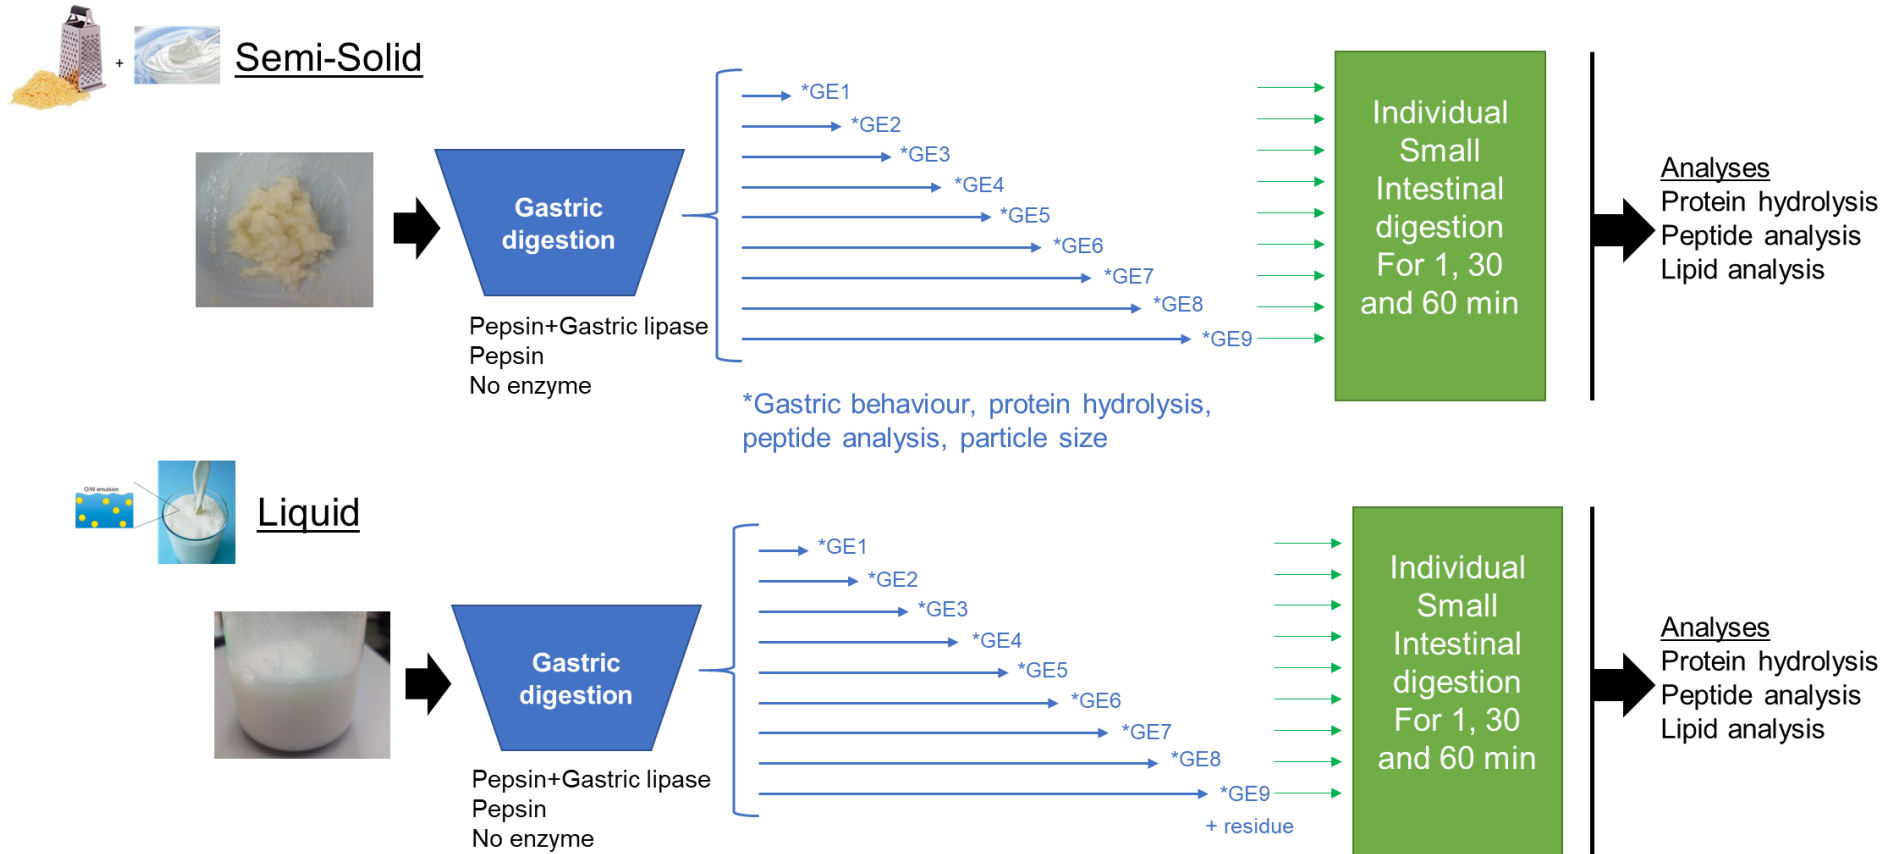 +
Semi-Solid
*GE1
*GE2
*GE3
*GE4
*GE5
*GE6
*GE7
*GE8
*GE9
Gastric
digestion
Pepsin+Gastric lipase
Pepsin
No enzyme
*Gastric behaviour, protein hydrolysis,
peptide analysis, particle size
Individual
Small
Intestinal
digestion
For 1, 30
and 60 min
Analyses
Protein hydrolysis
Peptide analysis
Lipid analysis
O/W emulsion
Liquid
*GE1
*GE2
*GE3
*GE4
*GE5
*GE6
*GE7
*GE8
*GE9
+ residue
Gastric
digestion
Pepsin+Gastric lipase
Pepsin
No enzyme
Individual
Small
Intestinal
digestion
For 1, 30
and 60 min
Analyses
Protein hydrolysis
Peptide analysis
Lipid analysis